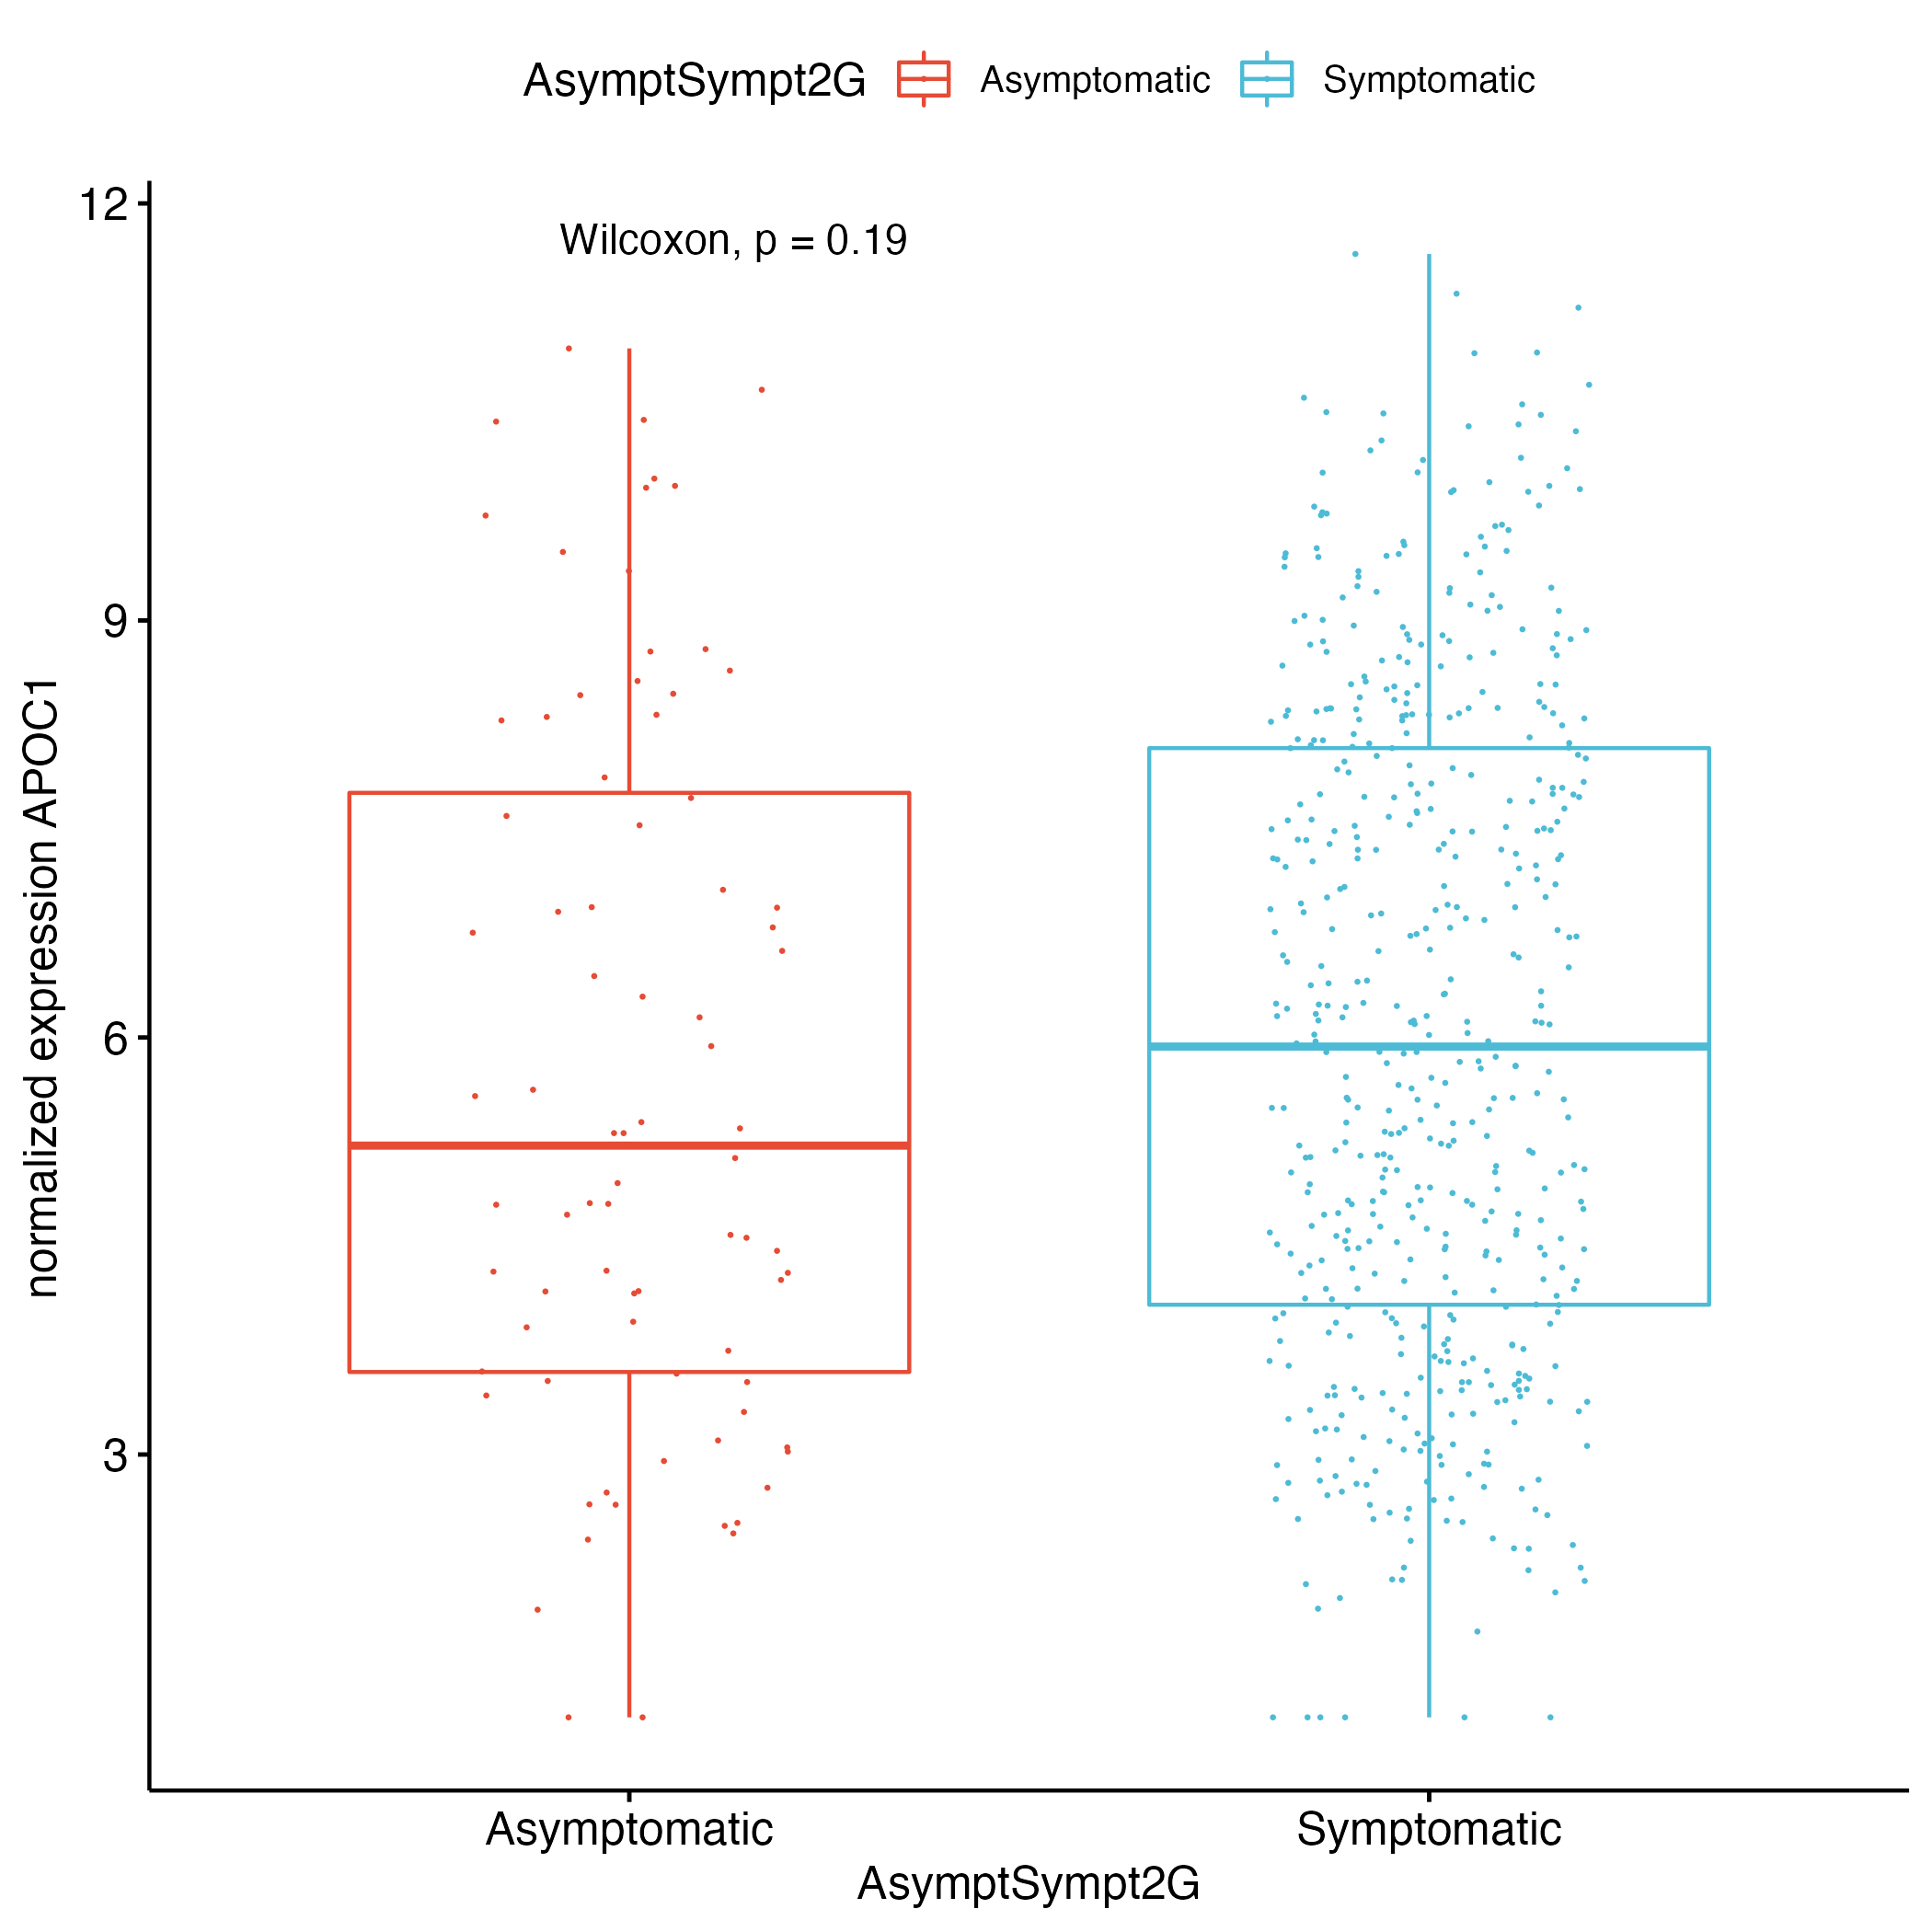 AsymptSympt2G Asymptomatic Symptomatic
Wilcoxon, p = 0.19
normalized expression APOC1
12
9
6
3
Asymptomatic Symptomatic
AsymptSympt2G